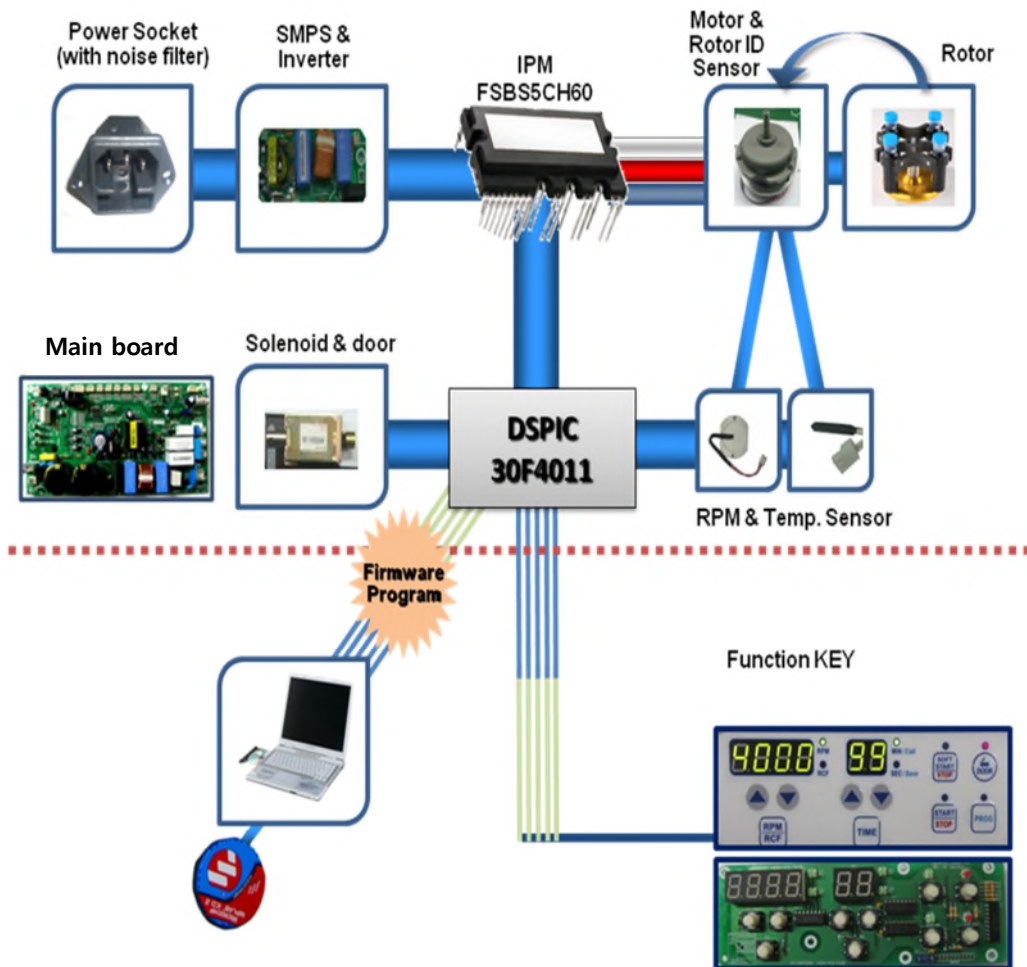 Power Socket
(with noise filter)
SMPS &
Inverter
IPM
FSBS5CH60
Motor &
Rotor ID
Sensor
Rotor
Main board
Solenoid & door
DSPIC
30F4011
RPM & Temp. Sensor
Firmware
Program
Function KEY
4000
99
RPM
RCF
MIN / Call
SEC / Save
SOFT
START
STOP
DOOR
RPM
RCF
TIME
START
STOP
PROG